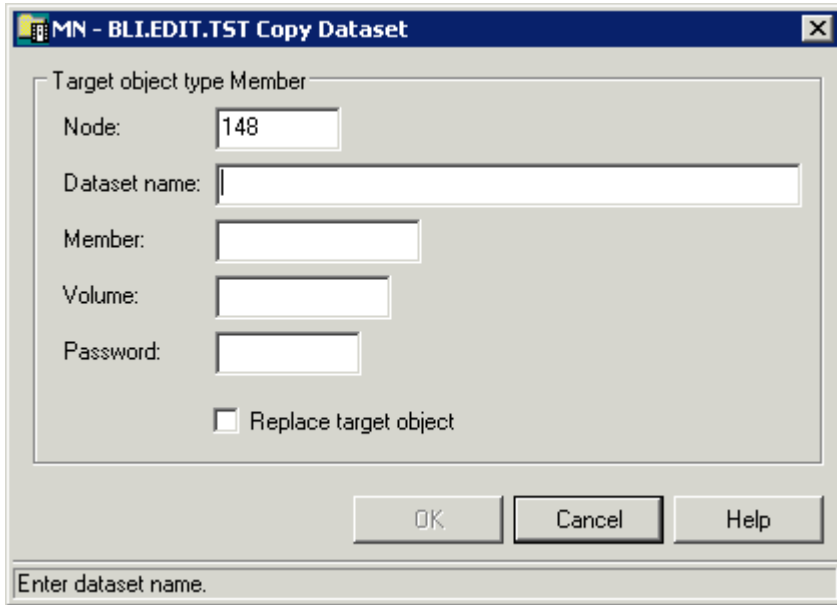 MN - BLI.EDIT.TST Copy Dataset
Target object type Member
Node: 148
Dataset name:
Member:
Volume:
Password:
Replace target object
OK Cancel Help
Enter dataset name.